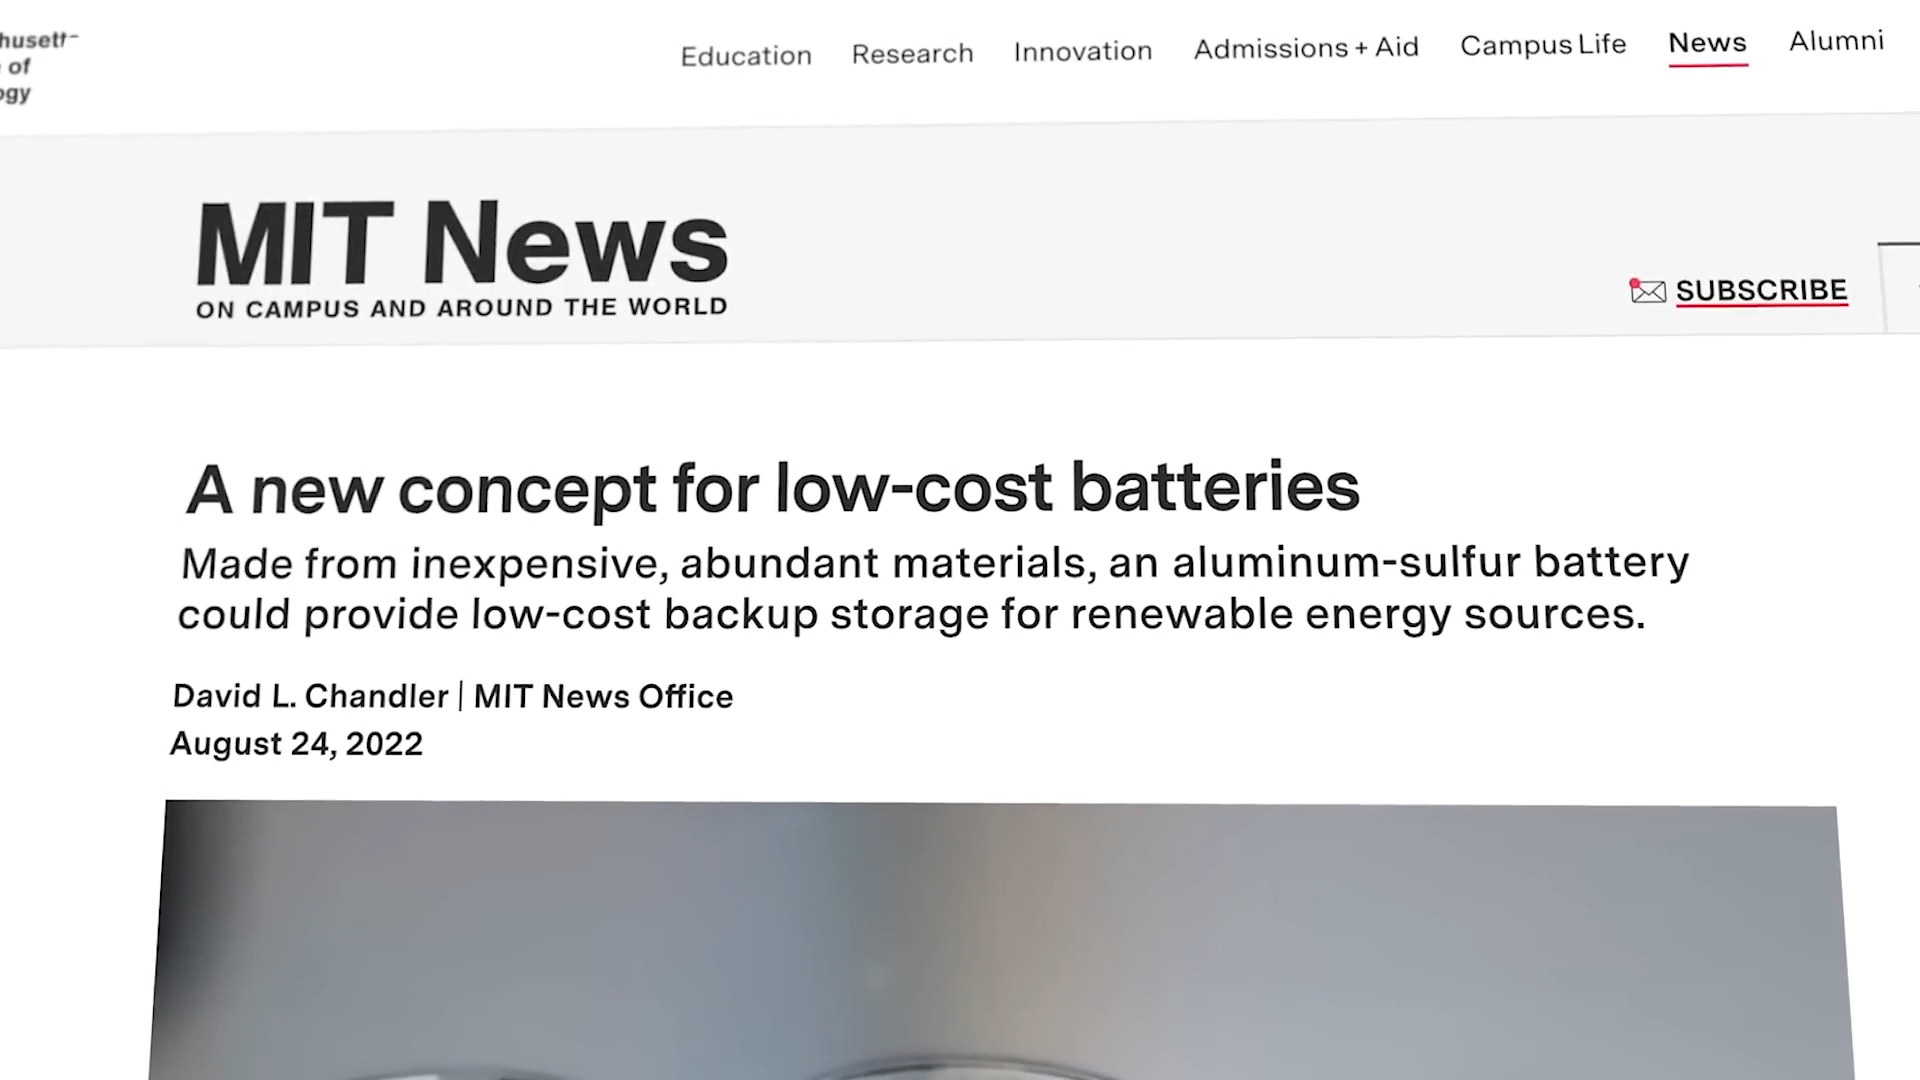 of
Education Research Innovation Admissions + Aid Campus Life News Alumni
MIT News
ON CAMPUS AND AROUND THE WORLD
SUBSCRIBE
A new concept for low-cost batteries
Made from inexpensive, abundant materials, an aluminum-sulfur battery
could provide low-cost backup storage for renewable energy sources.
David L. Chandler | MIT News Office
August 24, 2022